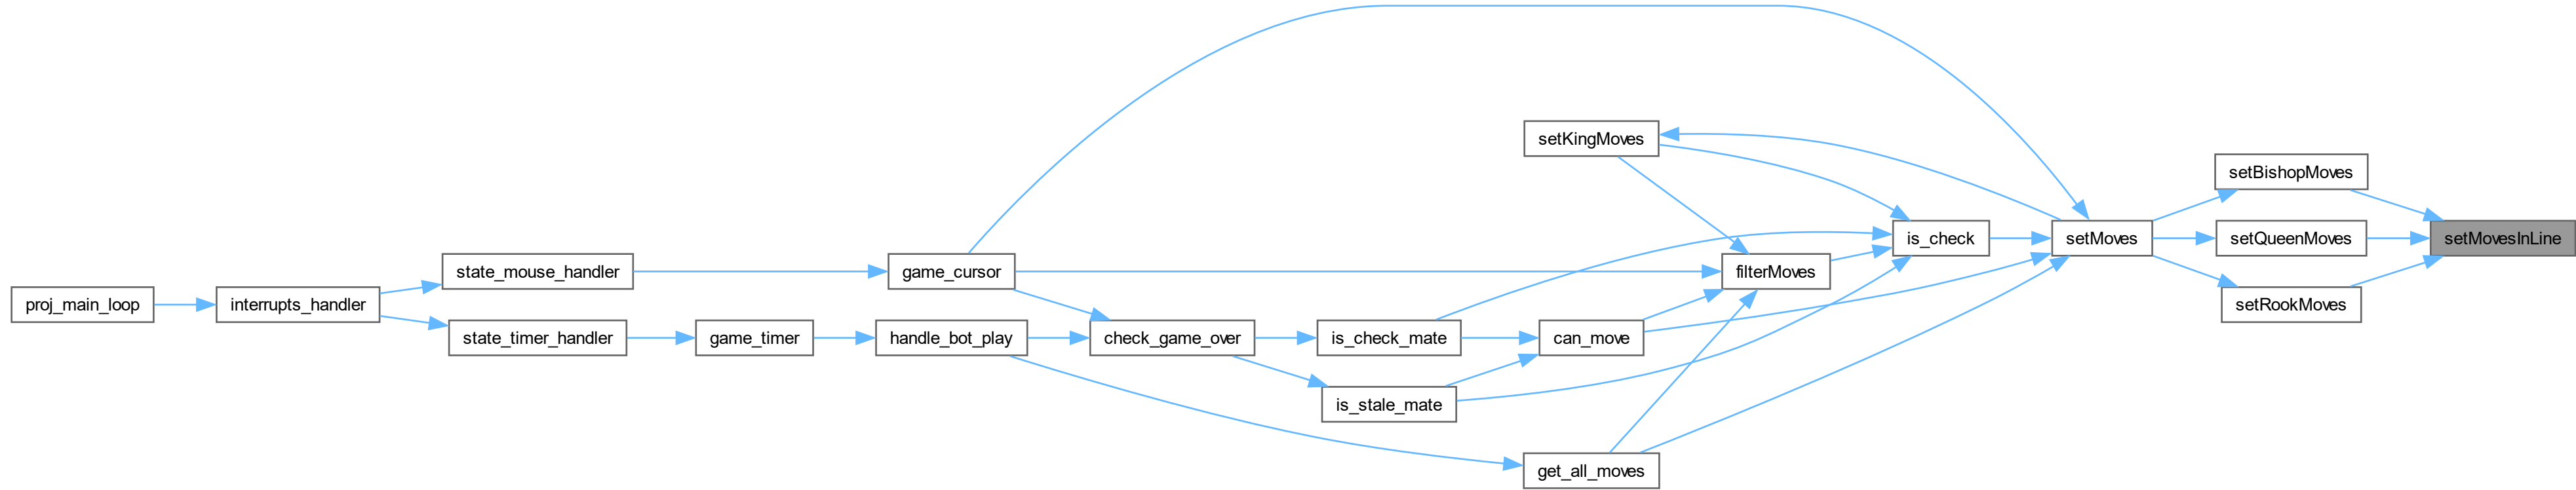 proj_main_loop
interrupts_handler
state_mouse_handler
state_timer_handler
game_timer
game_cursor
handle_bot_play
check_game_over
is_check_mate
is_stale_mate
setKingMoves
can_move
get_all_moves
filterMoves
is_check
setMoves
setBishopMoves
setQueenMoves
setRookMoves
setMovesInLine